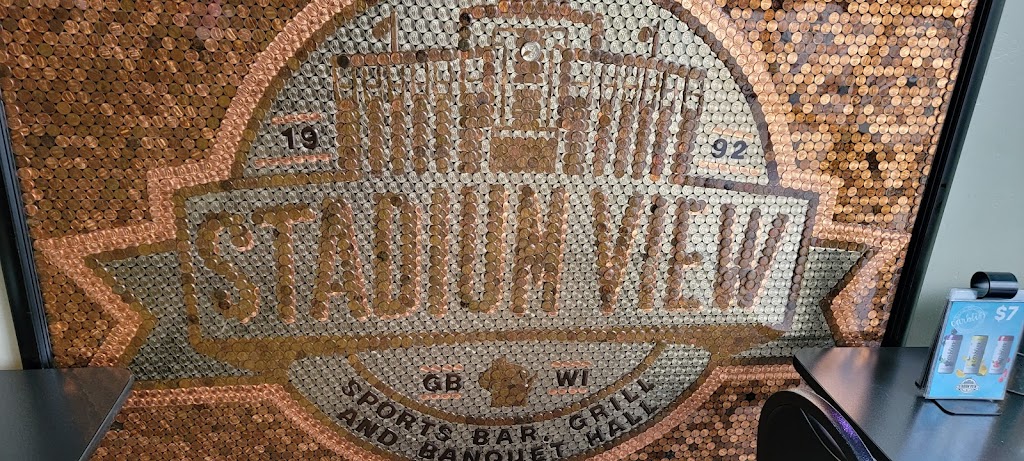 19 92
STADIUM VIEW
GB WI
SPORTS BAR, GRILL
AND BANQUET HALL
$7